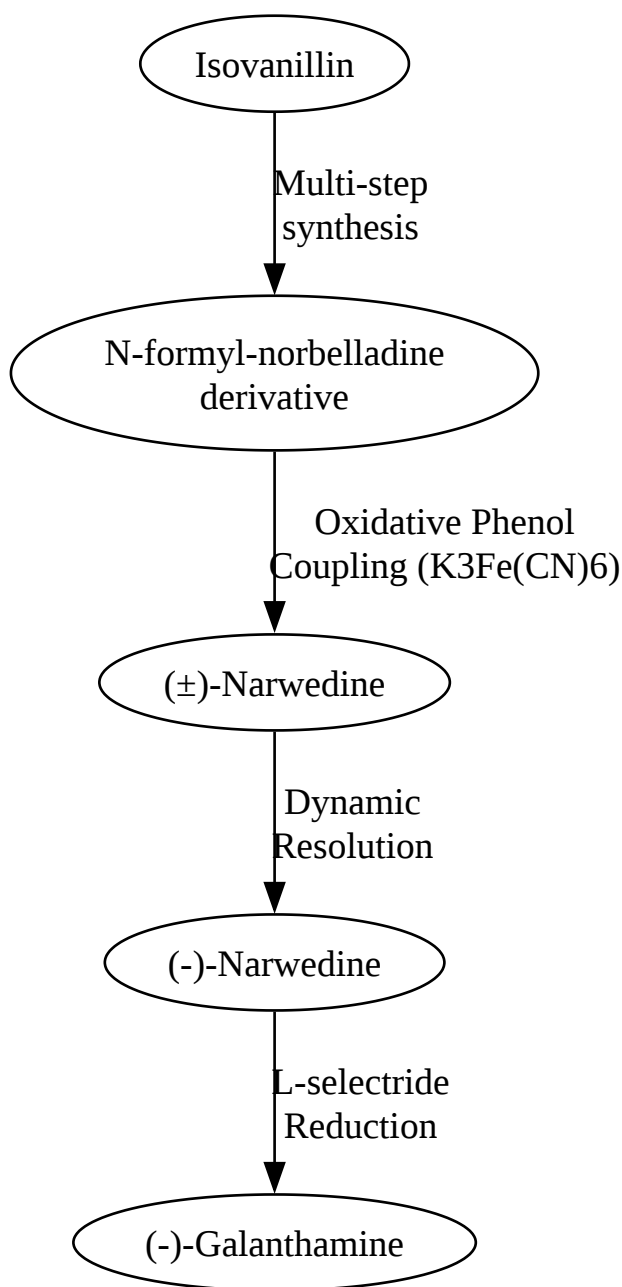 Isovanillin
Multi-step
synthesis
N-formyl-norbelladine
derivative
Oxidative Phenol
Coupling (K3Fe(CN)6)
(±)-Narwedine
Dynamic
Resolution
(-)-Narwedine
L-selectride
Reduction
(-)-Galanthamine